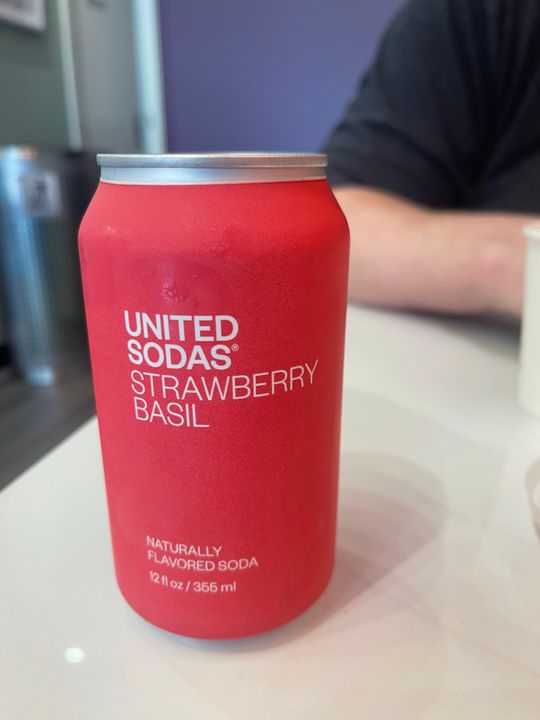 UNITED
SODAS®
STRAWBERRY
BASIL
NATURALLY
FLAVORED SODA
12 fl oz / 355 ml